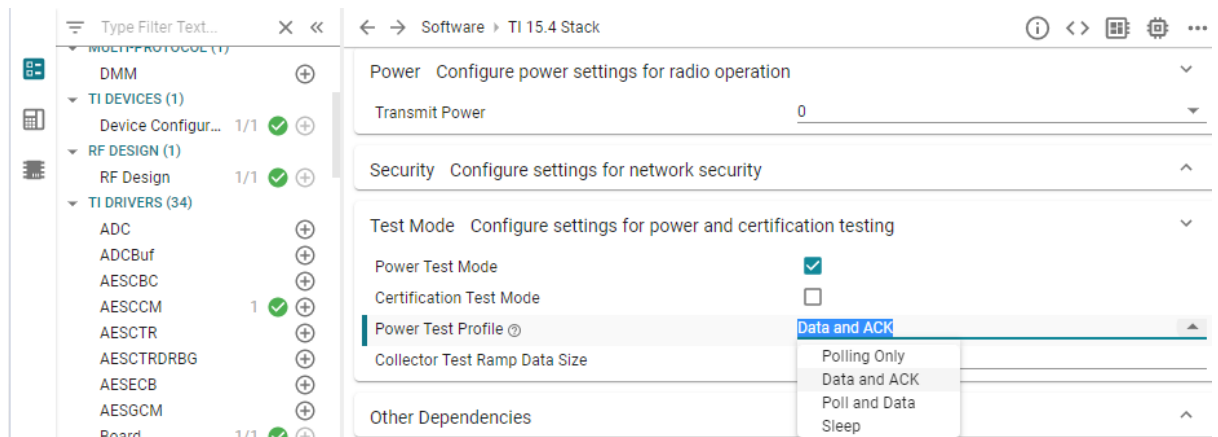 Type Filter Text...
Software TI 15.4 Stack
MULTI-PROTOCOL (1)
DMM
TI DEVICES (1)
Device Configur... 1/1
RF DESIGN (1)
RF Design 1/1
TI DRIVERS (34)
ADC
ADCBuf
AESCBC
AESCCM 1
AESCTR
AESCTRDRBG
AESECB
AESGCM
Board 1/1
Power Configure power settings for radio operation
Transmit Power 0
Security Configure settings for network security
Test Mode Configure settings for power and certification testing
Power Test Mode
Certification Test Mode
Power Test Profile Data and ACK
Collector Test Ramp Data Size
Polling Only
Data and ACK
Poll and Data
Sleep
Other Dependencies